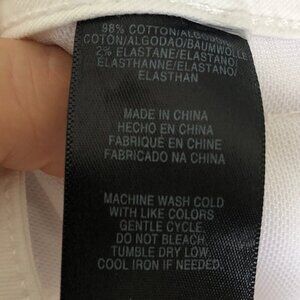 98% COTTON/ALGODON
COTON/ALGODAO/BAUMWOLLE
2% ELASTANE/ELASTANO/
ELASTHANNE/ELASTANO/
ELASTHAN
MADE IN CHINA
HECHO EN CHINA
FABRIQUÉ EN CHINE
FABRICADO NA CHINA
MACHINE WASH COLD
WITH LIKE COLORS
GENTLE CYCLE.
DO NOT BLEACH.
TUMBLE DRY LOW.
COOL IRON IF NEEDED.